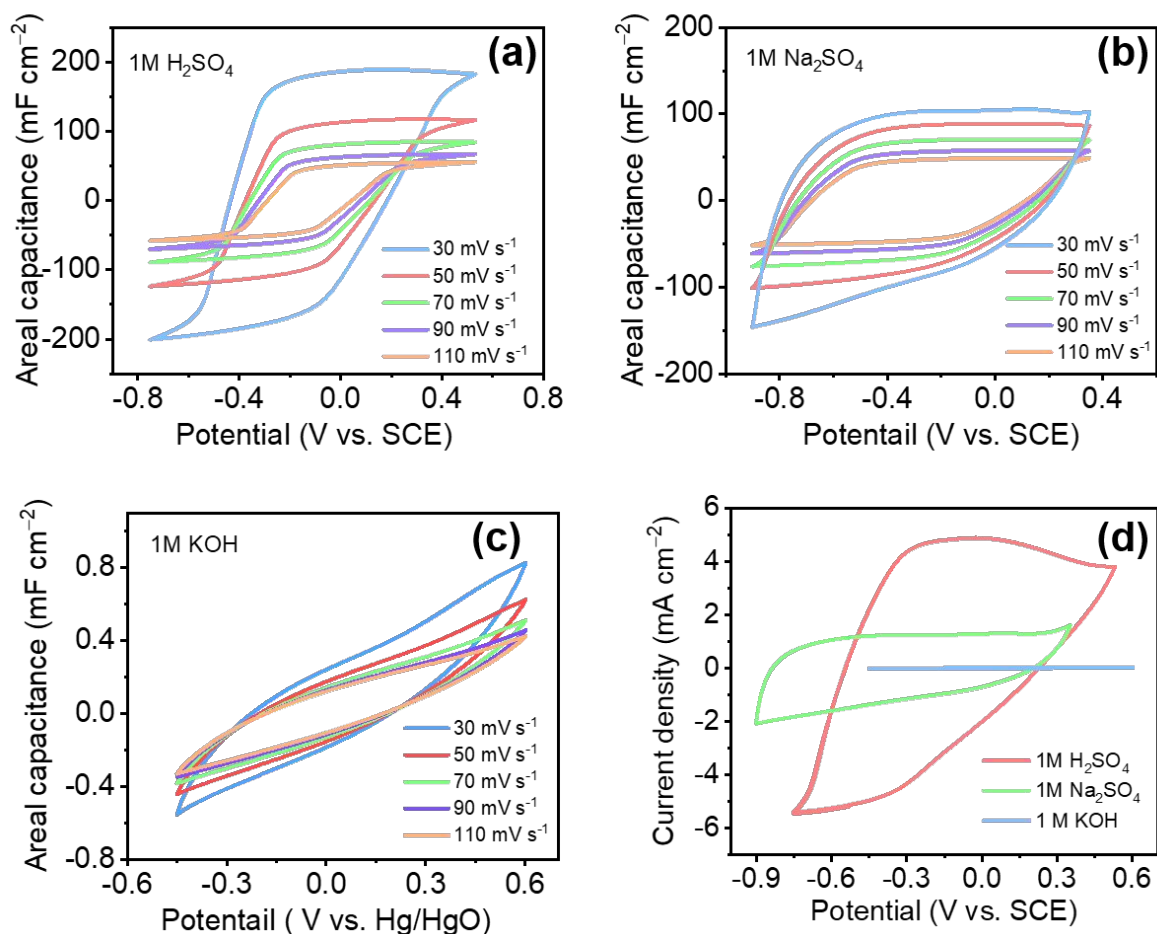 (a)
1M H₂SO₄
Areal capacitance (mF cm⁻²)
200
100
0
-100
-200
30 mV s⁻¹
50 mV s⁻¹
70 mV s⁻¹
90 mV s⁻¹
110 mV s⁻¹
-0.8 -0.4 0.0 0.4 0.8
Potential (V vs. SCE)
(b)
1M Na₂SO₄
Areal capacitance (mF cm⁻²)
200
100
0
-100
-200
30 mV s⁻¹
50 mV s⁻¹
70 mV s⁻¹
90 mV s⁻¹
110 mV s⁻¹
-0.8 -0.4 0.0 0.4
Potentail (V vs. SCE)
(c)
1M KOH
Areal capacitance (mF cm⁻²)
0.8
0.4
0.0
-0.4
-0.8
30 mV s⁻¹
50 mV s⁻¹
70 mV s⁻¹
90 mV s⁻¹
110 mV s⁻¹
-0.6 -0.3 0.0 0.3 0.6
Potentail ( V vs. Hg/HgO)
(d)
Current density (mA cm⁻²)
6
4
2
0
-2
-4
-6
1M H₂SO₄
1M Na₂SO₄
1 M KOH
-0.9 -0.6 -0.3 0.0 0.3 0.6
Potential (V vs. SCE)